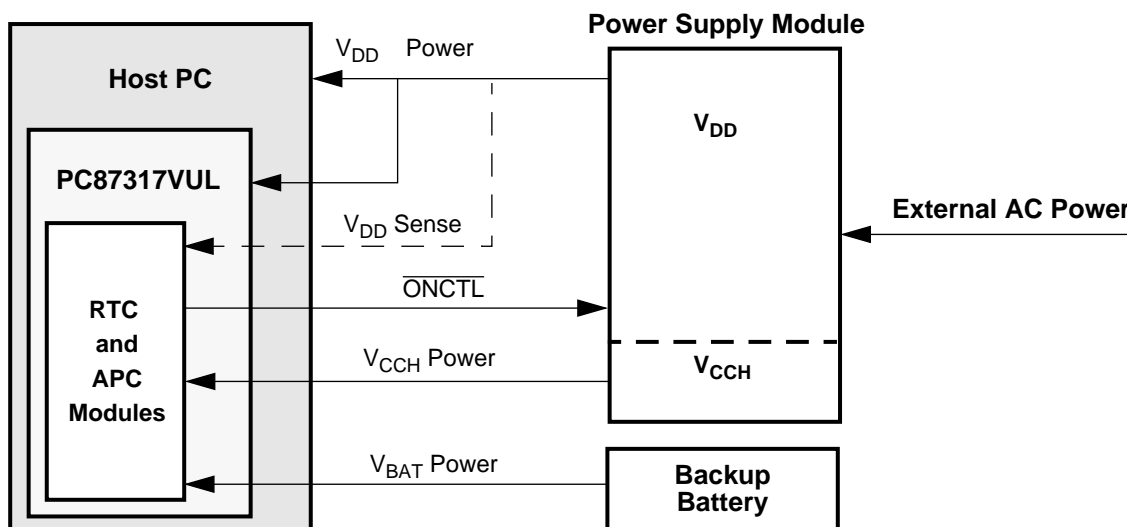 Power Supply Module
VDD Power
Host PC
VDD
PC87317VUL
External AC Power
VDD Sense
ONCTL
RTC
and
APC
Modules
VCCH Power
VCCH
VBAT Power
Backup
Battery